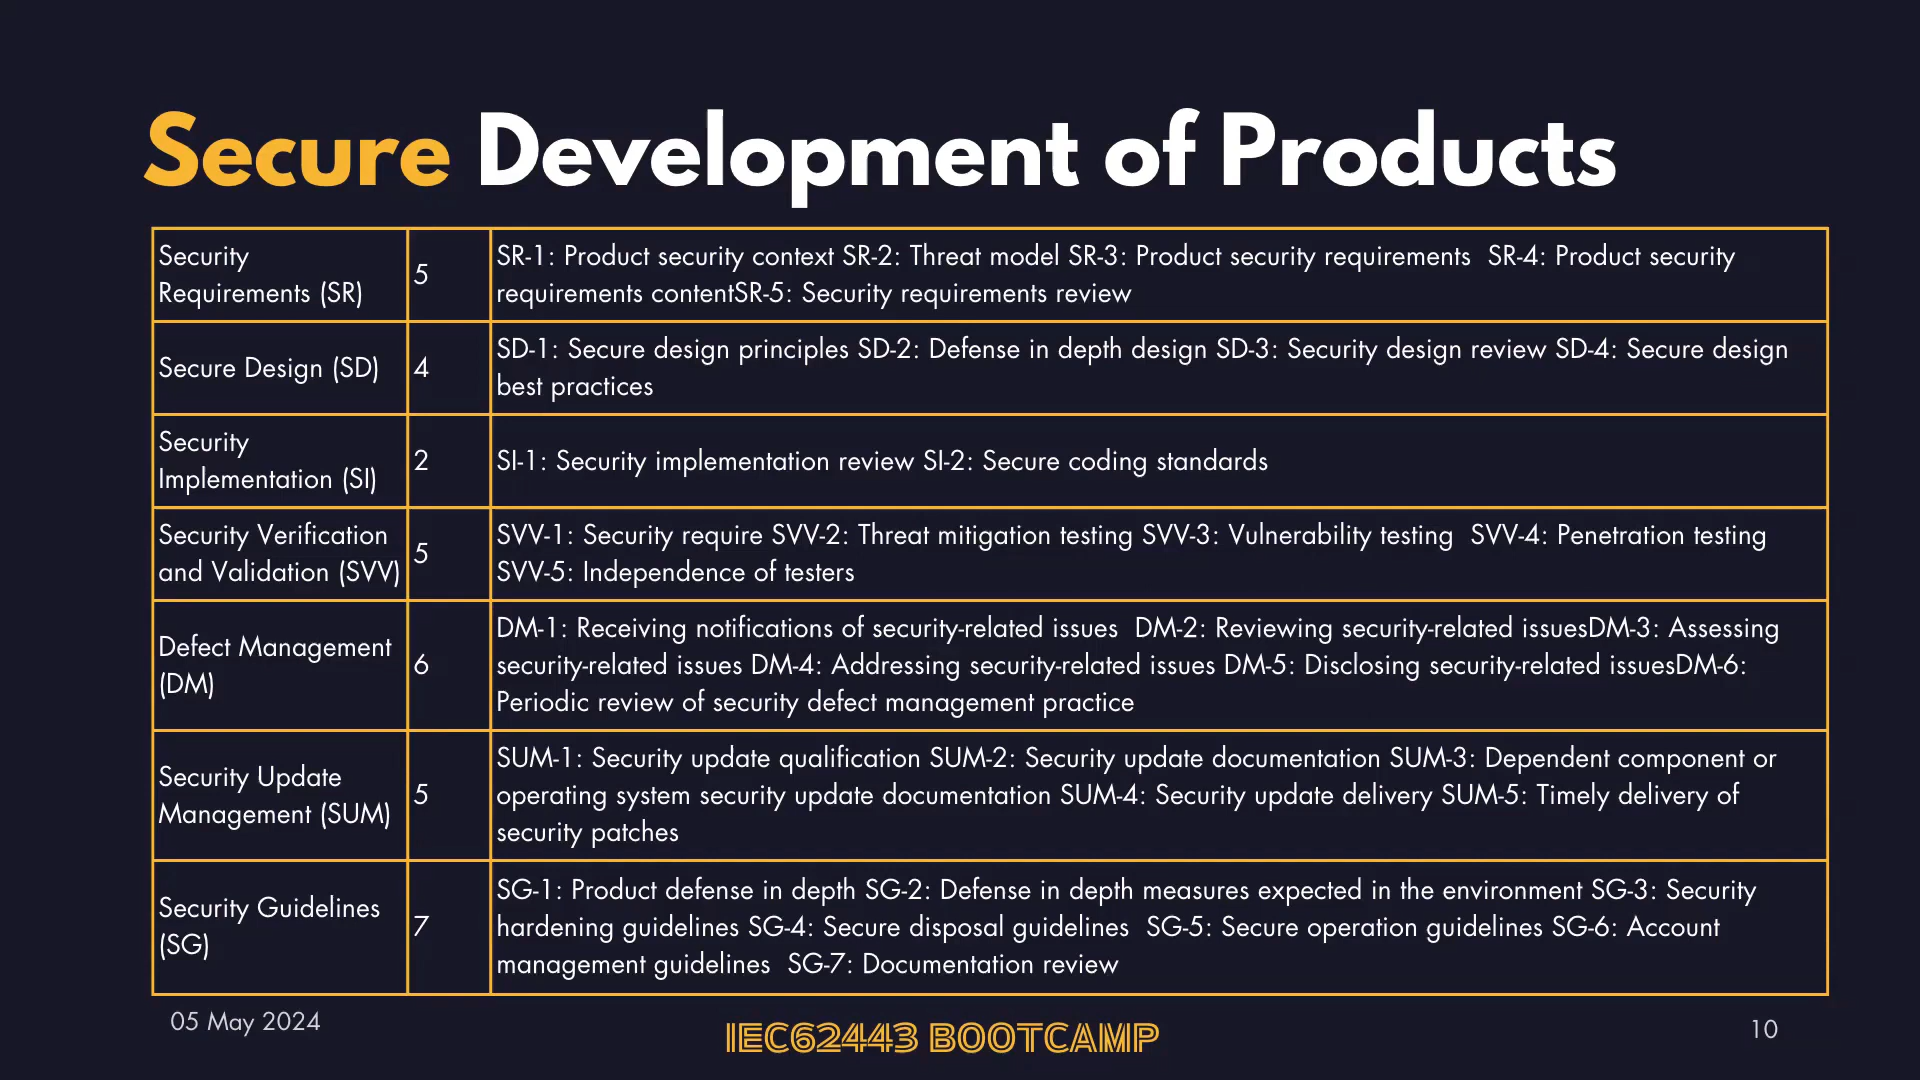 Secure Development of Products
Security
Requirements (SR)
5
SR-1: Product security context SR-2: Threat model SR-3: Product security requirements  SR-4: Product security
requirements contentSR-5: Security requirements review
Secure Design (SD)
4
SD-1: Secure design principles SD-2: Defense in depth design SD-3: Security design review SD-4: Secure design
best practices
Security
Implementation (SI)
2
SI-1: Security implementation review SI-2: Secure coding standards
Security Verification
and Validation (SVV)
5
SVV-1: Security require SVV-2: Threat mitigation testing SVV-3: Vulnerability testing  SVV-4: Penetration testing
SVV-5: Independence of testers
Defect Management
(DM)
6
DM-1: Receiving notifications of security-related issues  DM-2: Reviewing security-related issuesDM-3: Assessing
security-related issues DM-4: Addressing security-related issues DM-5: Disclosing security-related issuesDM-6:
Periodic review of security defect management practice
Security Update
Management (SUM)
5
SUM-1: Security update qualification SUM-2: Security update documentation SUM-3: Dependent component or
operating system security update documentation SUM-4: Security update delivery SUM-5: Timely delivery of
security patches
Security Guidelines
(SG)
7
SG-1: Product defense in depth SG-2: Defense in depth measures expected in the environment SG-3: Security
hardening guidelines SG-4: Secure disposal guidelines  SG-5: Secure operation guidelines SG-6: Account
management guidelines  SG-7: Documentation review
05 May 2024
IEC62443 BOOTCAMP
10